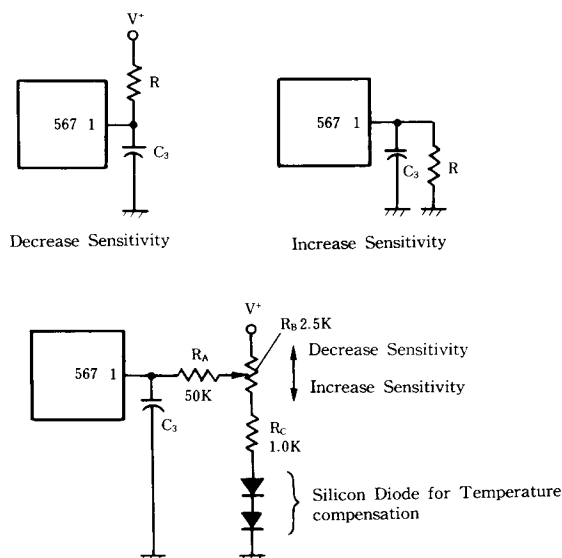 V⁺
R
567 1
C₃
Decrease Sensitivity
567 1
C₃
R
Increase Sensitivity
V⁺
R_B 2.5K
Decrease Sensitivity
R_A
567 1
50K
Increase Sensitivity
C₃
R_C
1.0K
Silicon Diode for Temperature
compensation